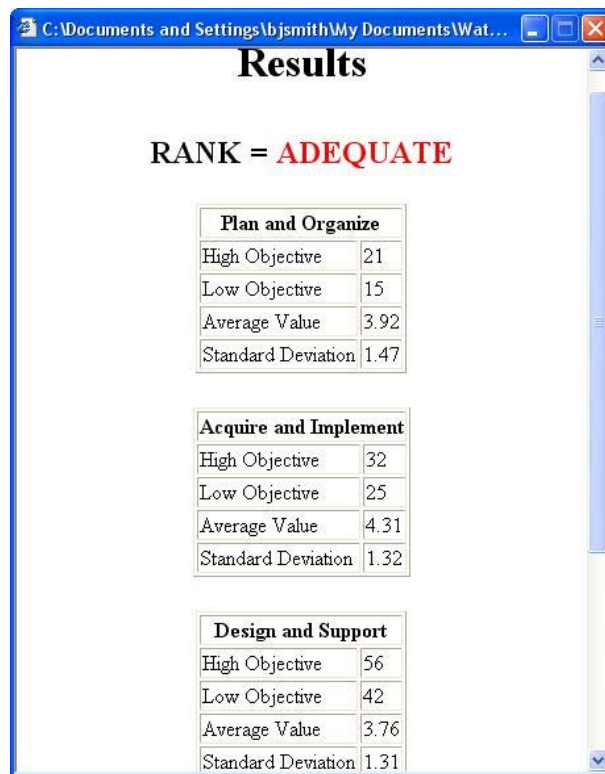 C:\Documents and Settings\bjsmith\My Documents\Wat...
Results
RANK = ADEQUATE
Plan and Organize
High Objective 21
Low Objective 15
Average Value 3.92
Standard Deviation 1.47
Acquire and Implement
High Objective 32
Low Objective 25
Average Value 4.31
Standard Deviation 1.32
Design and Support
High Objective 56
Low Objective 42
Average Value 3.76
Standard Deviation 1.31